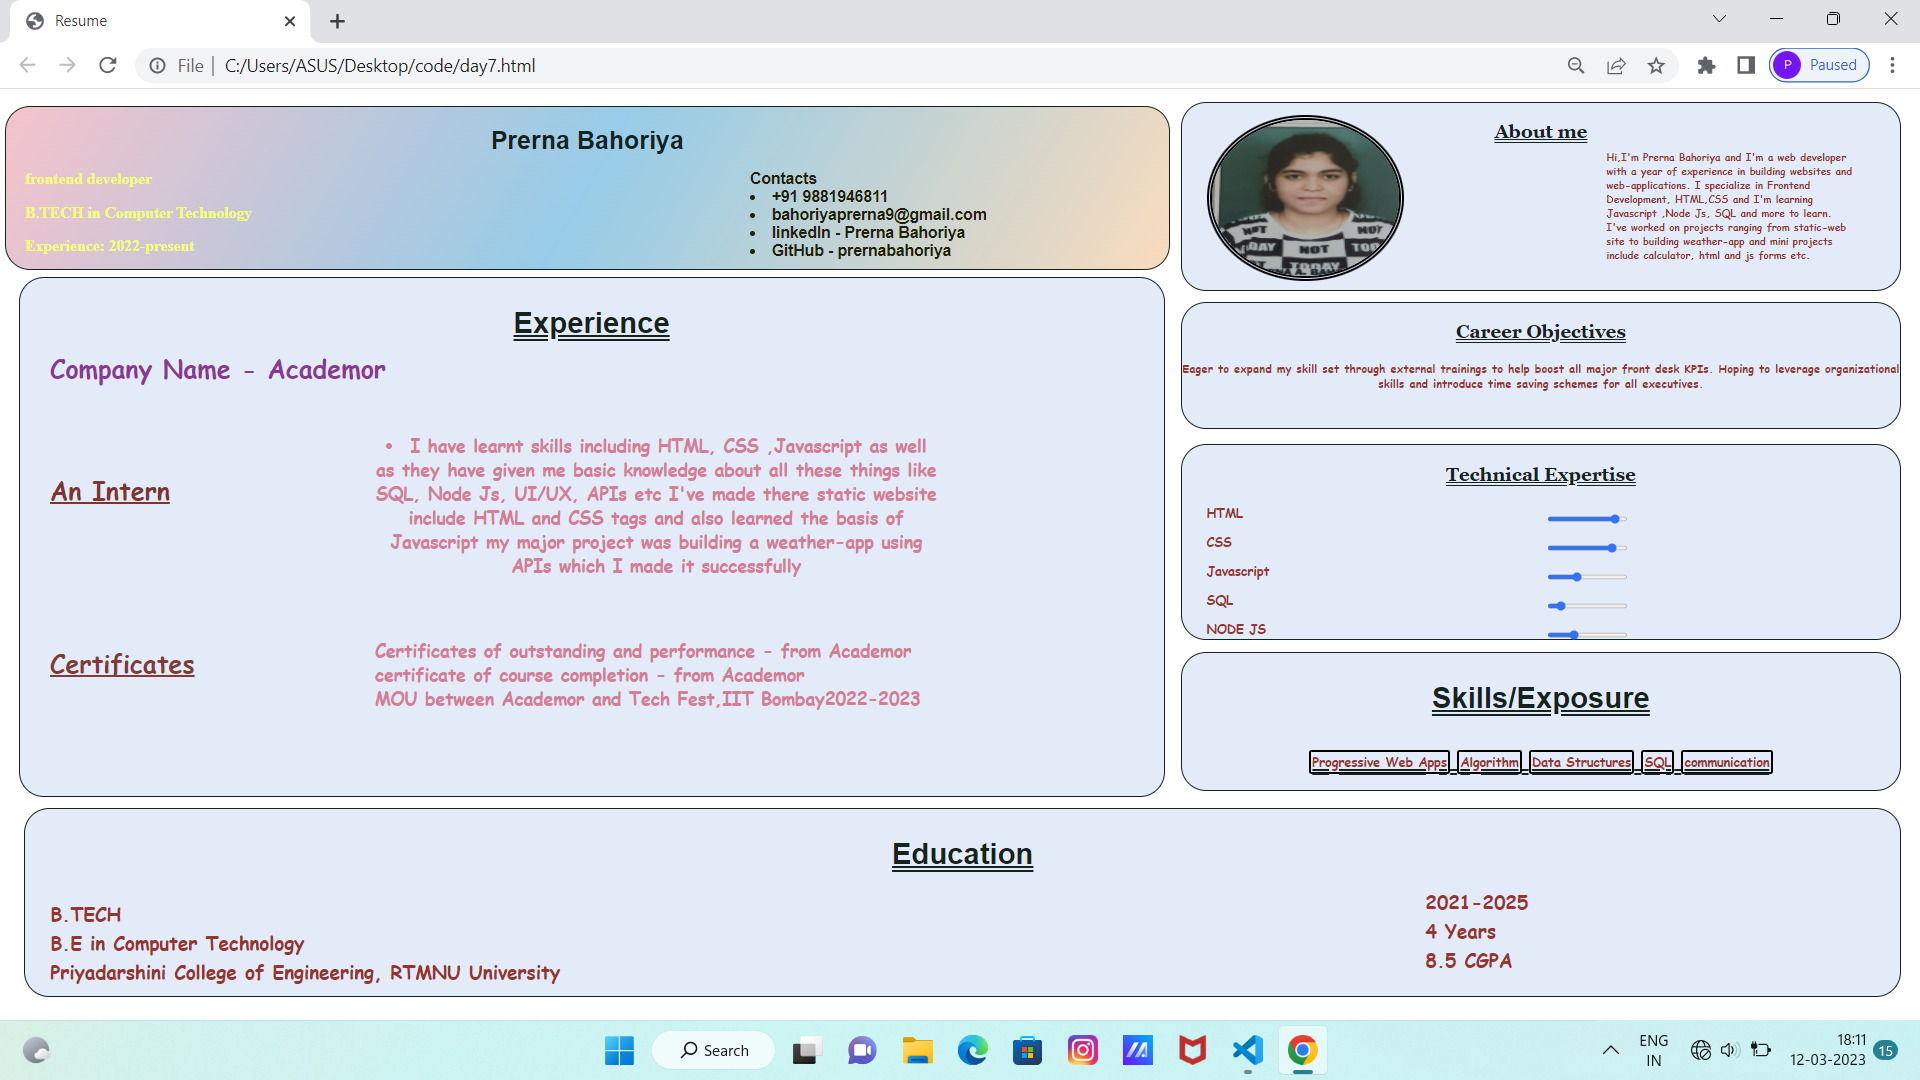 Resume
File
C:/Users/ASUS/Desktop/code/day7.html
P
Paused
Prerna Bahoriya
frontend developer
B.TECH in Computer Technology
Experience: 2022-present
Contacts
• +91 9881946811
• bahoriyaprerna9@gmail.com
• linkedIn - Prerna Bahoriya
• GitHub - prernabahoriya
About me
Hi,I'm Prerna Bahoriya and I'm a web developer
with a year of experience in building websites and
web-applications. I specialize in Frontend
Development, HTML,CSS and I'm learning
Javascript ,Node Js, SQL and more to learn.
I've worked on projects ranging from static-web
site to building weather-app and mini projects
include calculator, html and js forms etc.
NOT
NOT
DAY
NOT
TOD
TODAY
Experience
Company Name - Academor
An Intern
• I have learnt skills including HTML, CSS ,Javascript as well
as they have given me basic knowledge about all these things like
SQL, Node Js, UI/UX, APIs etc I've made there static website
include HTML and CSS tags and also learned the basis of
Javascript my major project was building a weather-app using
APIs which I made it successfully
Certificates
Certificates of outstanding and performance - from Academor
certificate of course completion - from Academor
MOU between Academor and Tech Fest,IIT Bombay2022-2023
Career Objectives
Eager to expand my skill set through external trainings to help boost all major front desk KPIs. Hoping to leverage organizational
skills and introduce time saving schemes for all executives.
Technical Expertise
HTML
CSS
Javascript
SQL
NODE JS
Skills/Exposure
Progressive Web Apps Algorithm Data Structures SQL communication
Education
B.TECH
B.E in Computer Technology
Priyadarshini College of Engineering, RTMNU University
2021-2025
4 Years
8.5 CGPA
Search
ENG
IN
18:11
12-03-2023
15